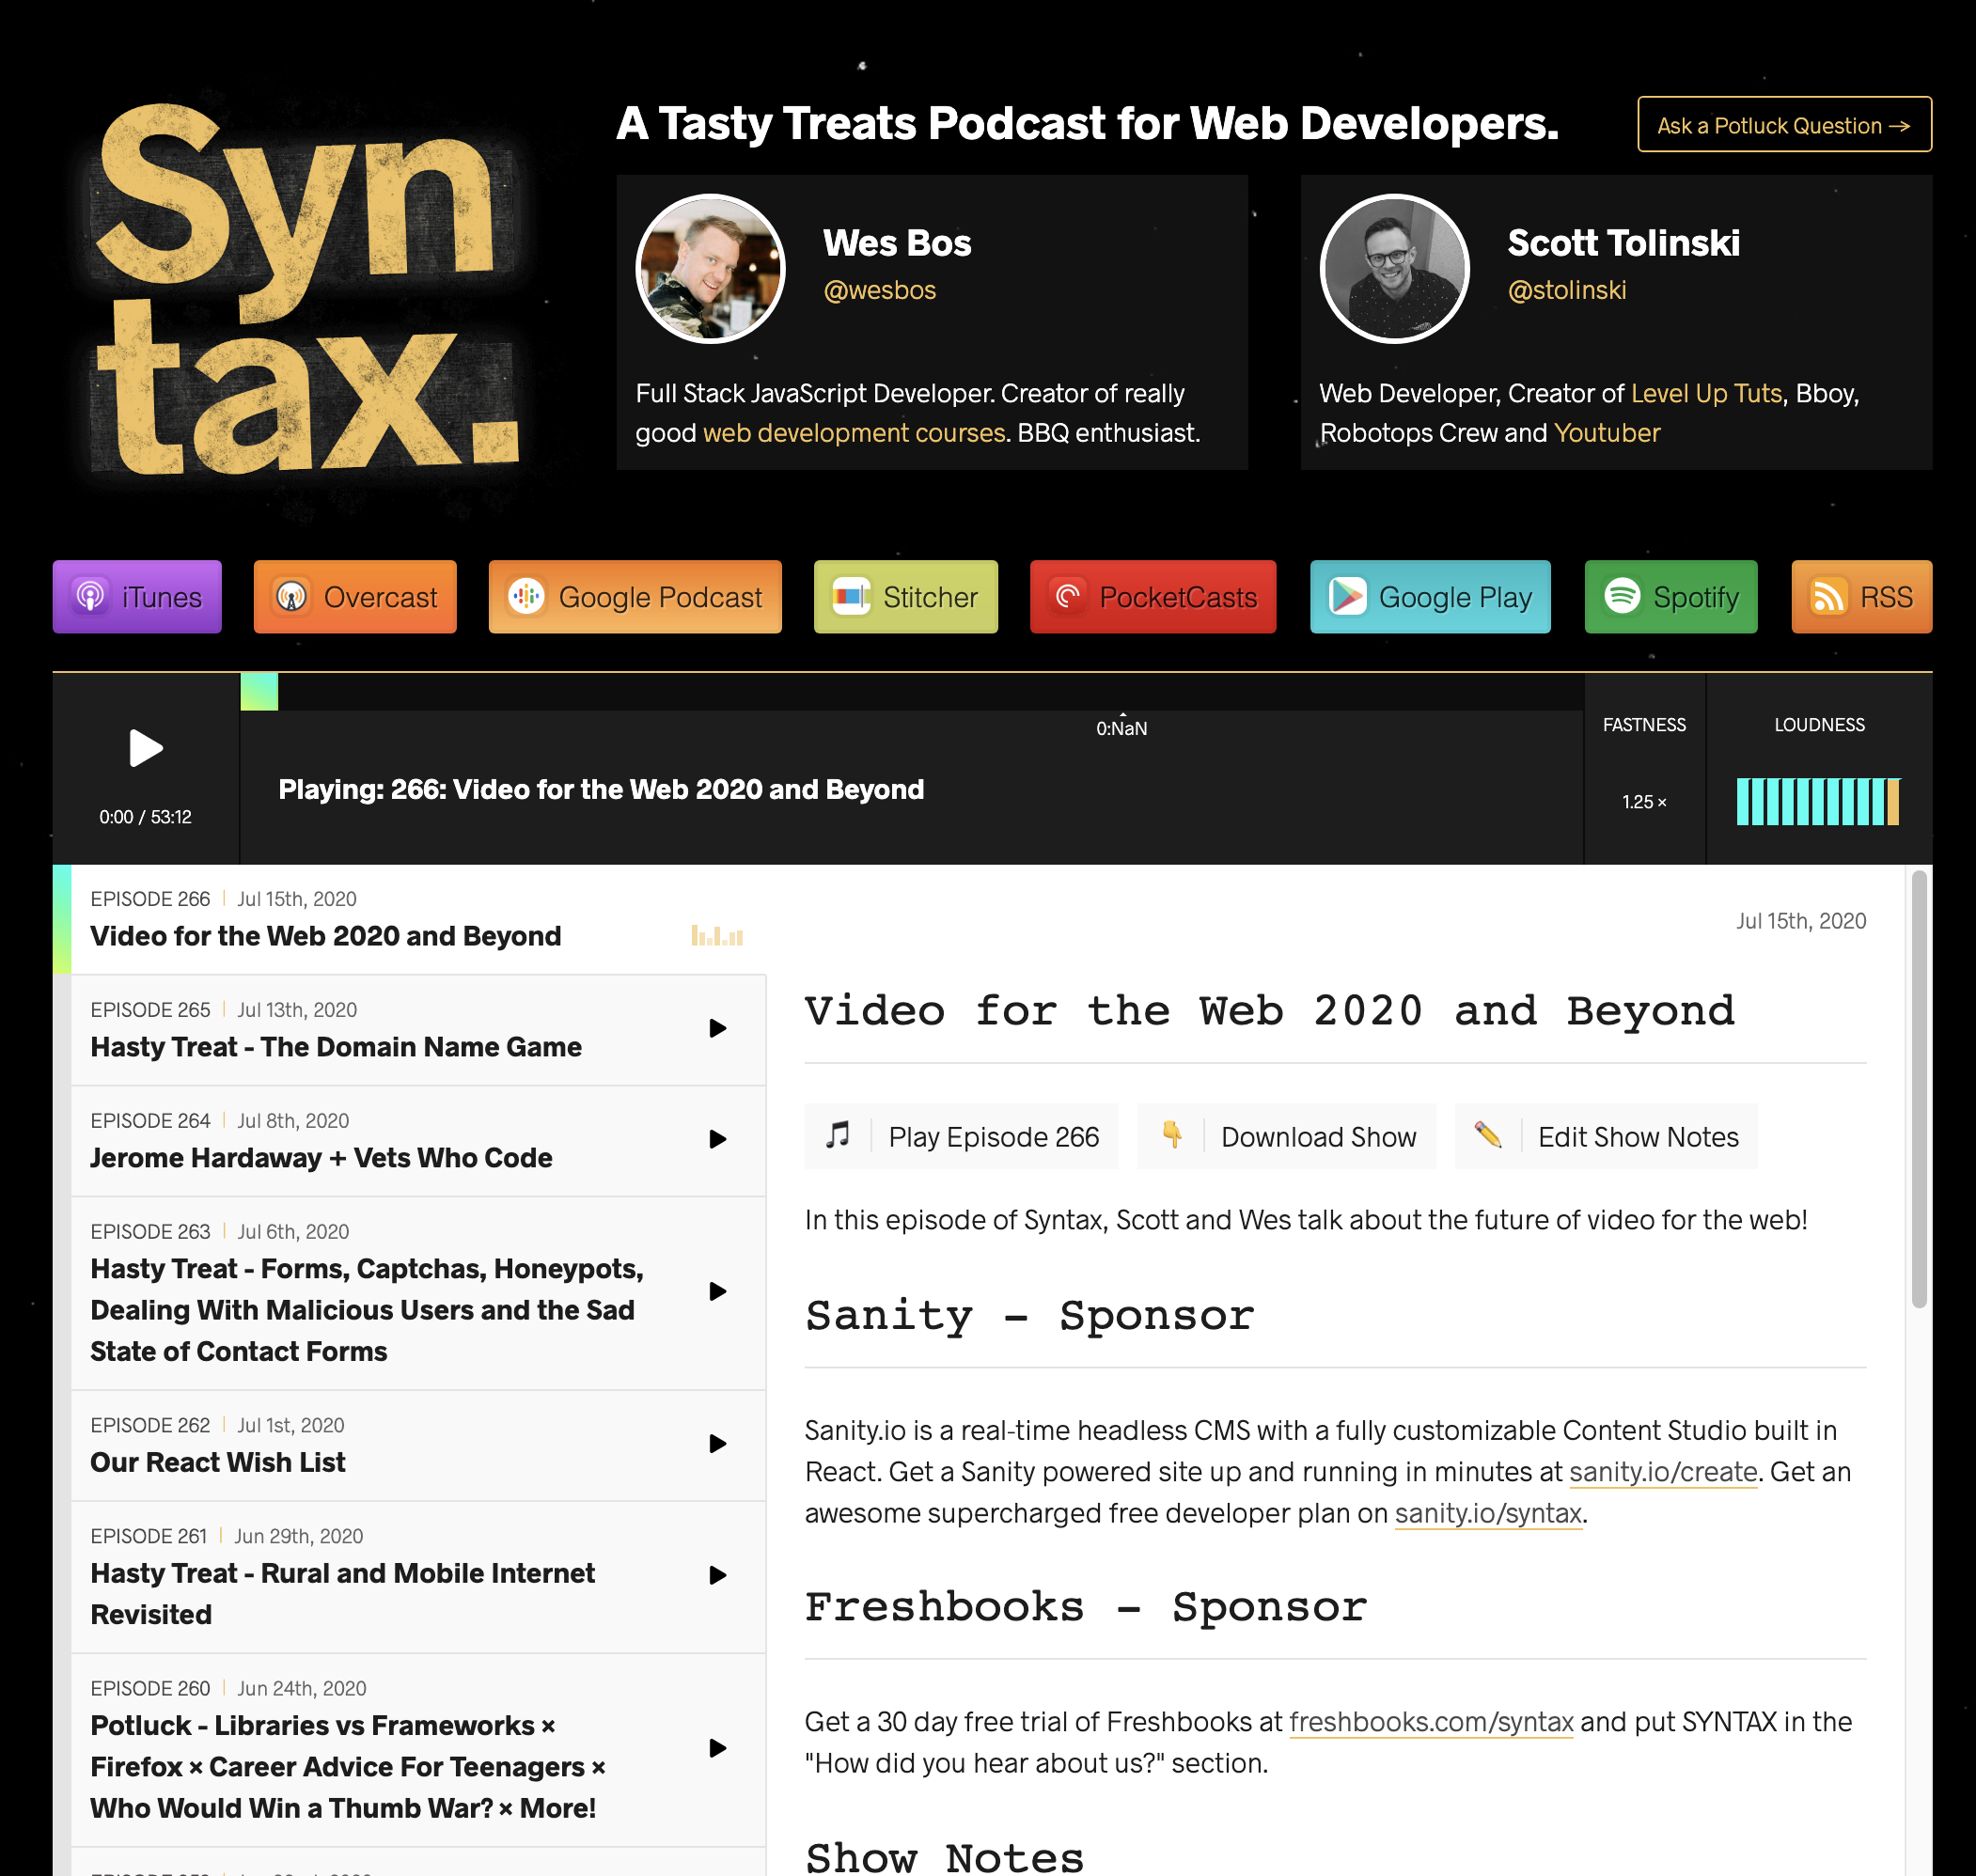 Syn
tax.
A Tasty Treats Podcast for Web Developers.
Ask a Potluck Question →
Wes Bos
@wesbos
Full Stack JavaScript Developer. Creator of really
good web development courses. BBQ enthusiast.
Scott Tolinski
@stolinski
Web Developer, Creator of Level Up Tuts, Bboy,
Robotops Crew and Youtuber
iTunes
Overcast
Google Podcast
Stitcher
PocketCasts
Google Play
Spotify
RSS
0:00 / 53:12
0:NaN
Playing: 266: Video for the Web 2020 and Beyond
FASTNESS
1.25 ×
LOUDNESS
EPISODE 266 | Jul 15th, 2020
Video for the Web 2020 and Beyond
EPISODE 265 | Jul 13th, 2020
Hasty Treat - The Domain Name Game
EPISODE 264 | Jul 8th, 2020
Jerome Hardaway + Vets Who Code
EPISODE 263 | Jul 6th, 2020
Hasty Treat - Forms, Captchas, Honeypots,
Dealing With Malicious Users and the Sad
State of Contact Forms
EPISODE 262 | Jul 1st, 2020
Our React Wish List
EPISODE 261 | Jun 29th, 2020
Hasty Treat - Rural and Mobile Internet
Revisited
EPISODE 260 | Jun 24th, 2020
Potluck - Libraries vs Frameworks ×
Firefox × Career Advice For Teenagers ×
Who Would Win a Thumb War? × More!
Jul 15th, 2020
Video for the Web 2020 and Beyond
Play Episode 266
Download Show
Edit Show Notes
In this episode of Syntax, Scott and Wes talk about the future of video for the web!
Sanity - Sponsor
Sanity.io is a real-time headless CMS with a fully customizable Content Studio built in
React. Get a Sanity powered site up and running in minutes at sanity.io/create. Get an
awesome supercharged free developer plan on sanity.io/syntax.
Freshbooks - Sponsor
Get a 30 day free trial of Freshbooks at freshbooks.com/syntax and put SYNTAX in the
"How did you hear about us?" section.
Show Notes